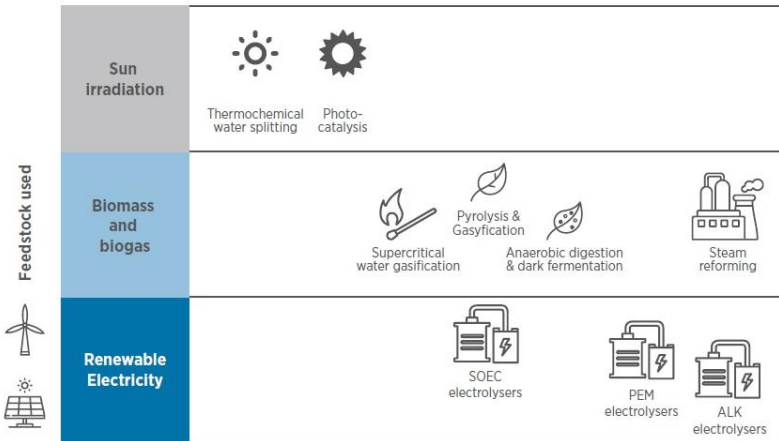 Feedstock used
Sun
irradiation
Thermochemical
water splitting
Photo-
catalysis
Biomass
and
biogas
Supercritical
water gasification
Pyrolysis &
Gasyfication
Anaerobic digestion
& dark fermentation
Steam
reforming
Renewable
Electricity
SOEC
electrolysers
PEM
electrolysers
ALK
electrolysers